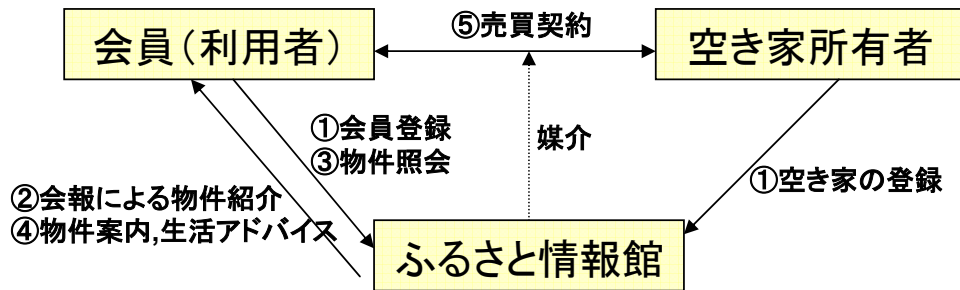 ⑤売買契約
会員（利用者）
空き家所有者
①会員登録
③物件照会
媒介
①空き家の登録
②会報による物件紹介
④物件案内,生活アドバイス
ふるさと情報館